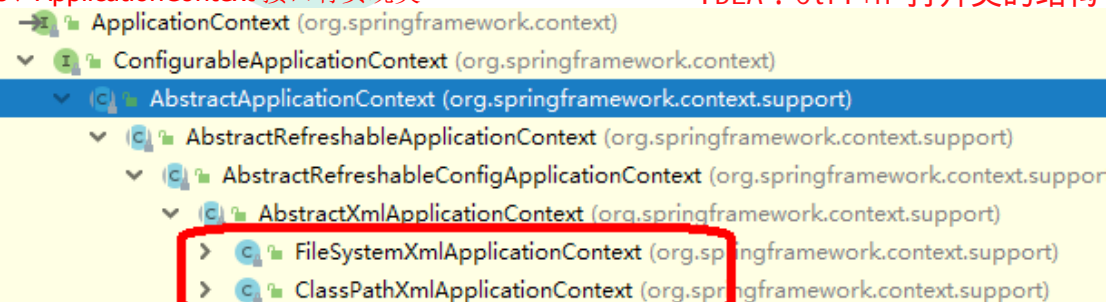 ApplicationContext (org.springframework.context)
ConfigurableApplicationContext (org.springframework.context)
AbstractApplicationContext (org.springframework.context.support)
AbstractRefreshableApplicationContext (org.springframework.context.support)
AbstractRefreshableConfigApplicationContext (org.springframework.context.suppor
AbstractXmlApplicationContext (org.springframework.context.support)
FileSystemXmlApplicationContext (org.springframework.context.support)
ClassPathXmlApplicationContext (org.springframework.context.support)